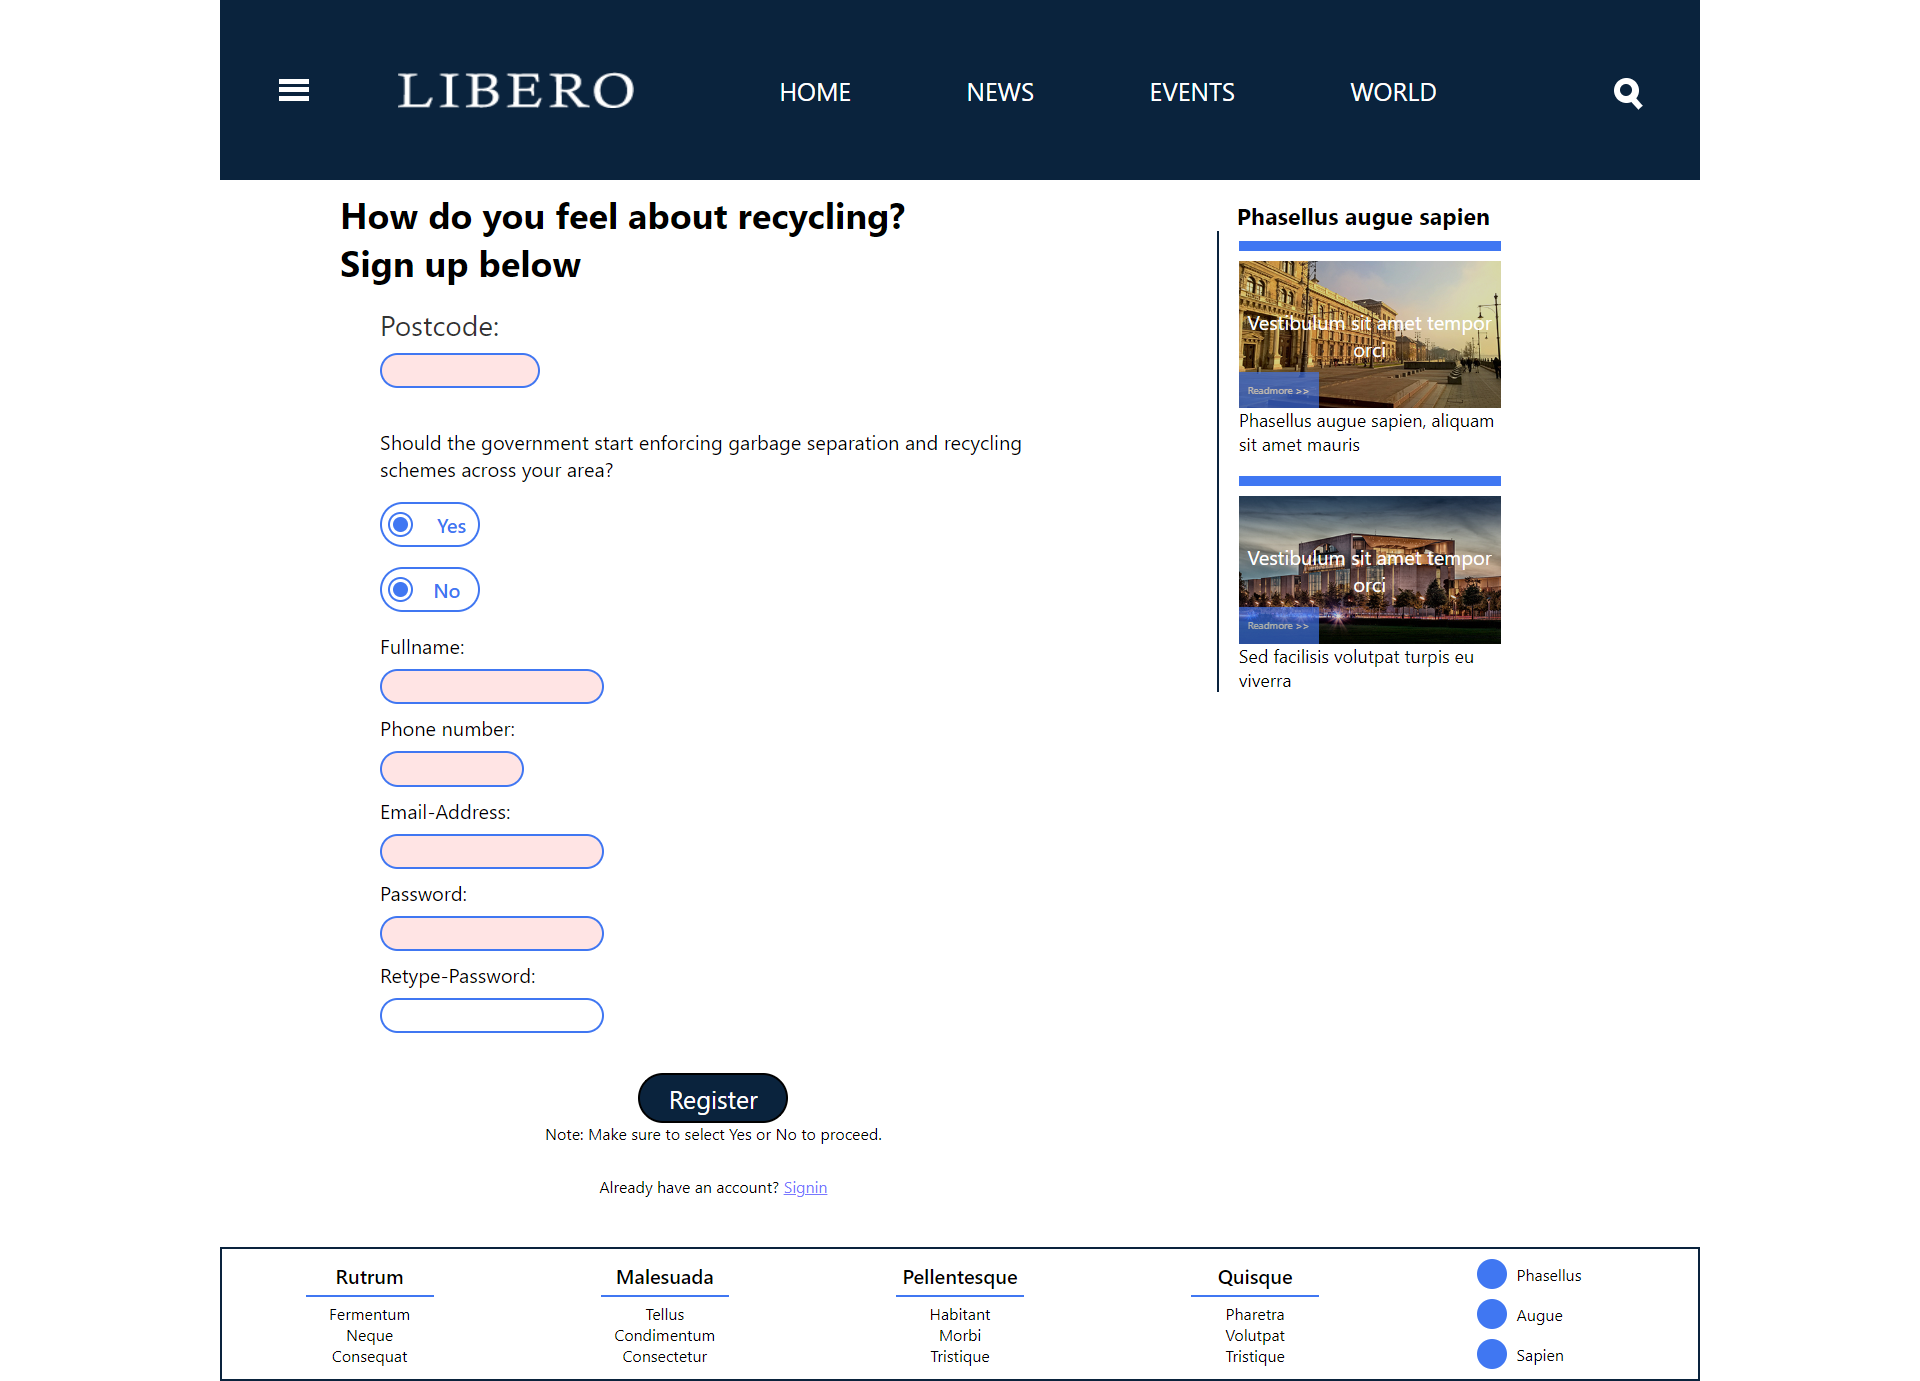 LIBERO
HOME
NEWS
EVENTS
WORLD
How do you feel about recycling?
Sign up below
Postcode:
Should the government start enforcing garbage separation and recycling
schemes across your area?
Yes
No
Fullname:
Phone number:
Email-Address:
Password:
Retype-Password:
Register
Note: Make sure to select Yes or No to proceed.
Already have an account? Signin
Phasellus augue sapien
Vestibulum sit amet tempor
orci
Readmore >>
Phasellus augue sapien, aliquam
sit amet mauris
Vestibulum sit amet tempor
orci
Readmore >>
Sed facilisis volutpat turpis eu
viverra
Rutrum
Fermentum
Neque
Consequat
Malesuada
Tellus
Condimentum
Consectetur
Pellentesque
Habitant
Morbi
Tristique
Quisque
Pharetra
Volutpat
Tristique
Phasellus
Augue
Sapien